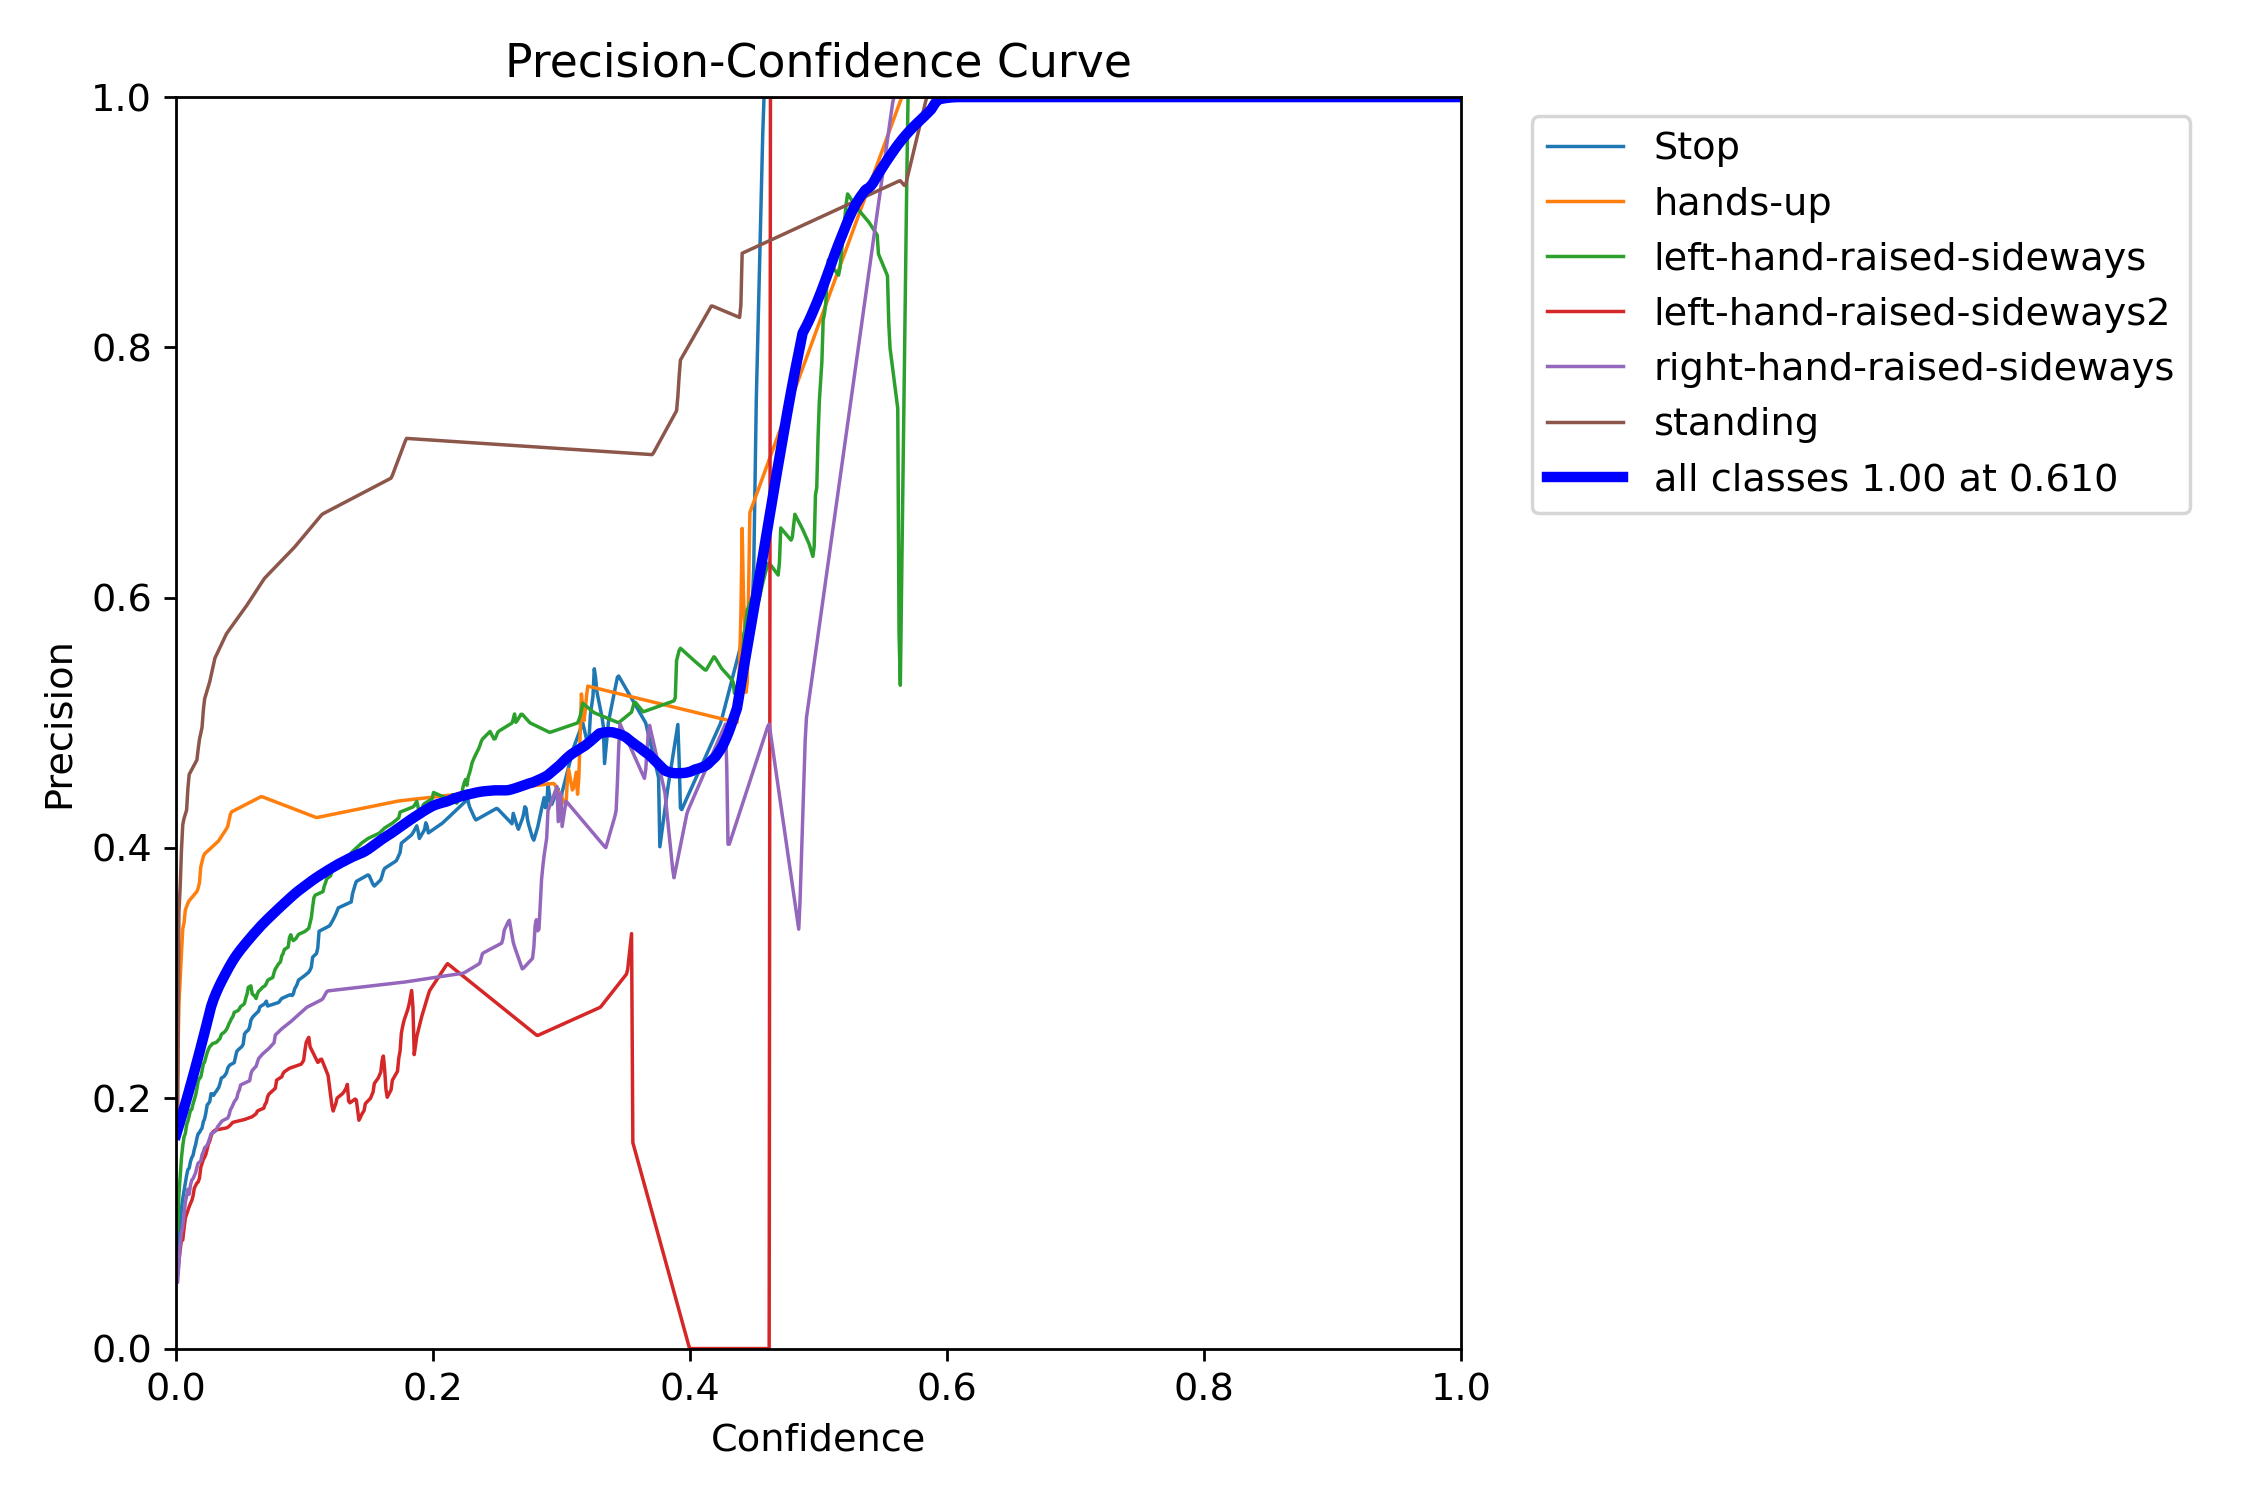 Precision-Confidence Curve
1.0
0.8
0.6
0.4
0.2
0.0
Precision
0.0 0.2 0.4 0.6 0.8 1.0
Confidence
Stop
hands-up
left-hand-raised-sideways
left-hand-raised-sideways2
right-hand-raised-sideways
standing
all classes 1.00 at 0.610